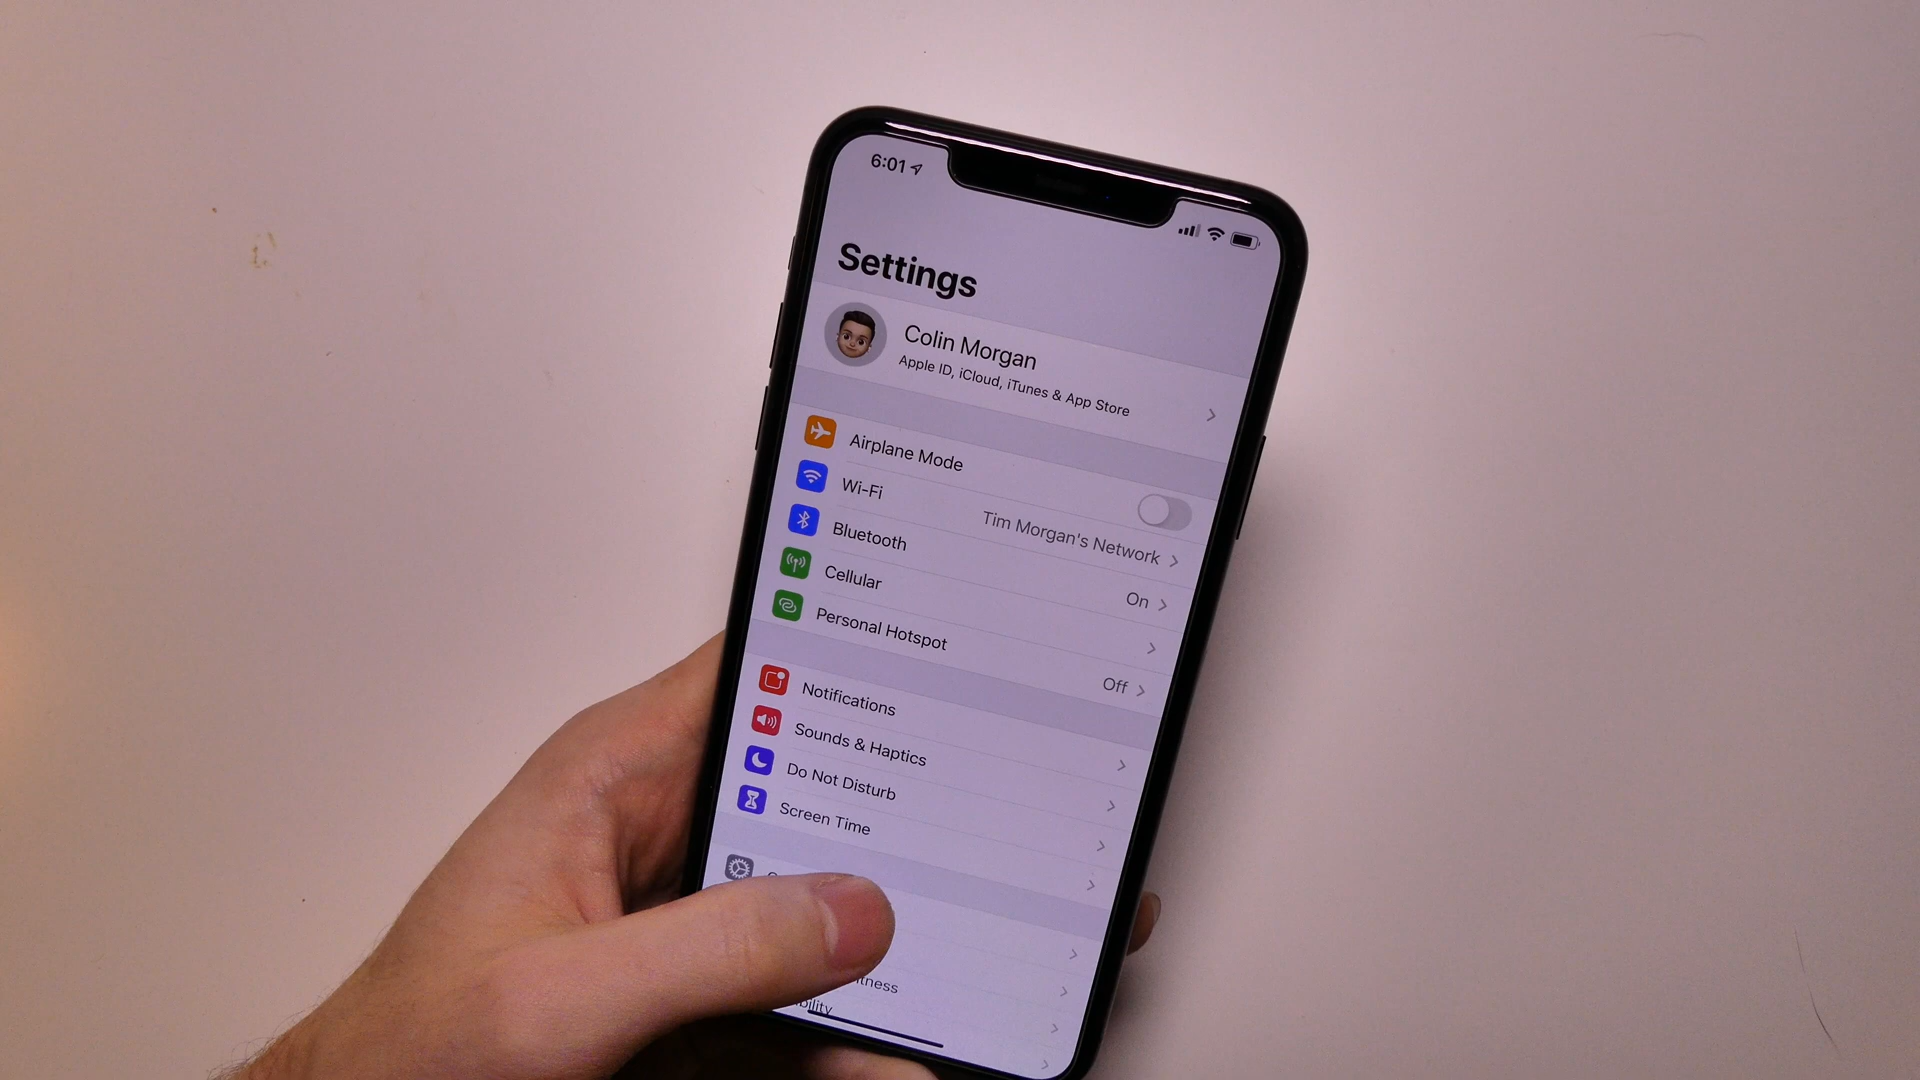 6:01
Settings
Colin Morgan
Apple ID, iCloud, iTunes & App Store
Airplane Mode
Wi-Fi
Tim Morgan's Network
Bluetooth
On
Cellular
Personal Hotspot
Off
Notifications
Sounds & Haptics
Do Not Disturb
Screen Time